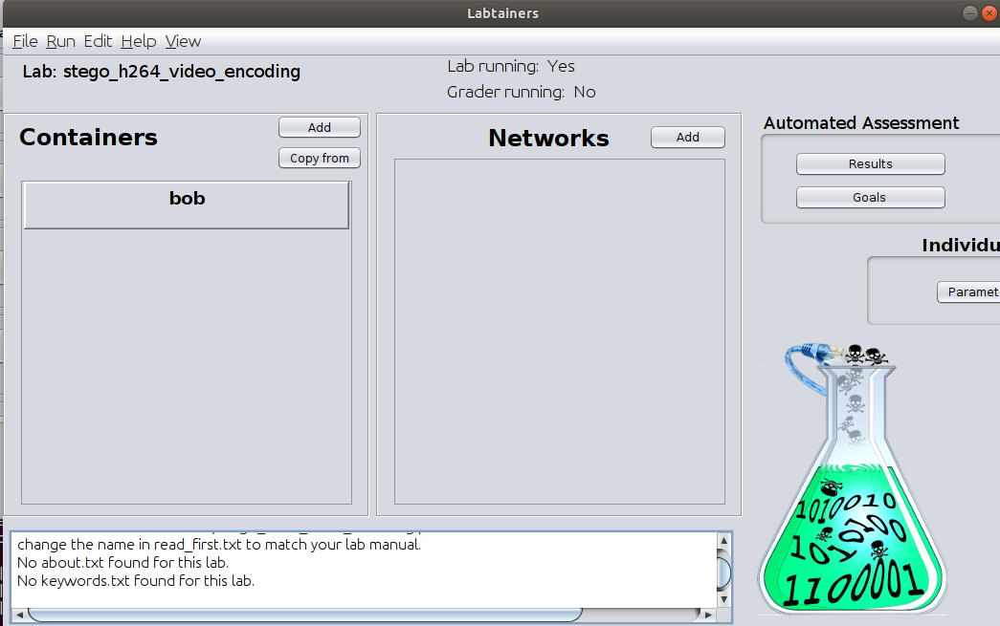 Labtainers
File Run Edit Help View
Lab: stego_h264_video_encoding
Lab running: Yes
Grader running: No
Containers
Add
Copy from
bob
Networks
Add
Automated Assessment
Results
Goals
Individu
Paramet
change the name in read_first.txt to match your lab manual.
No about.txt found for this lab.
No keywords.txt found for this lab.
1010010
10100
101
1100001